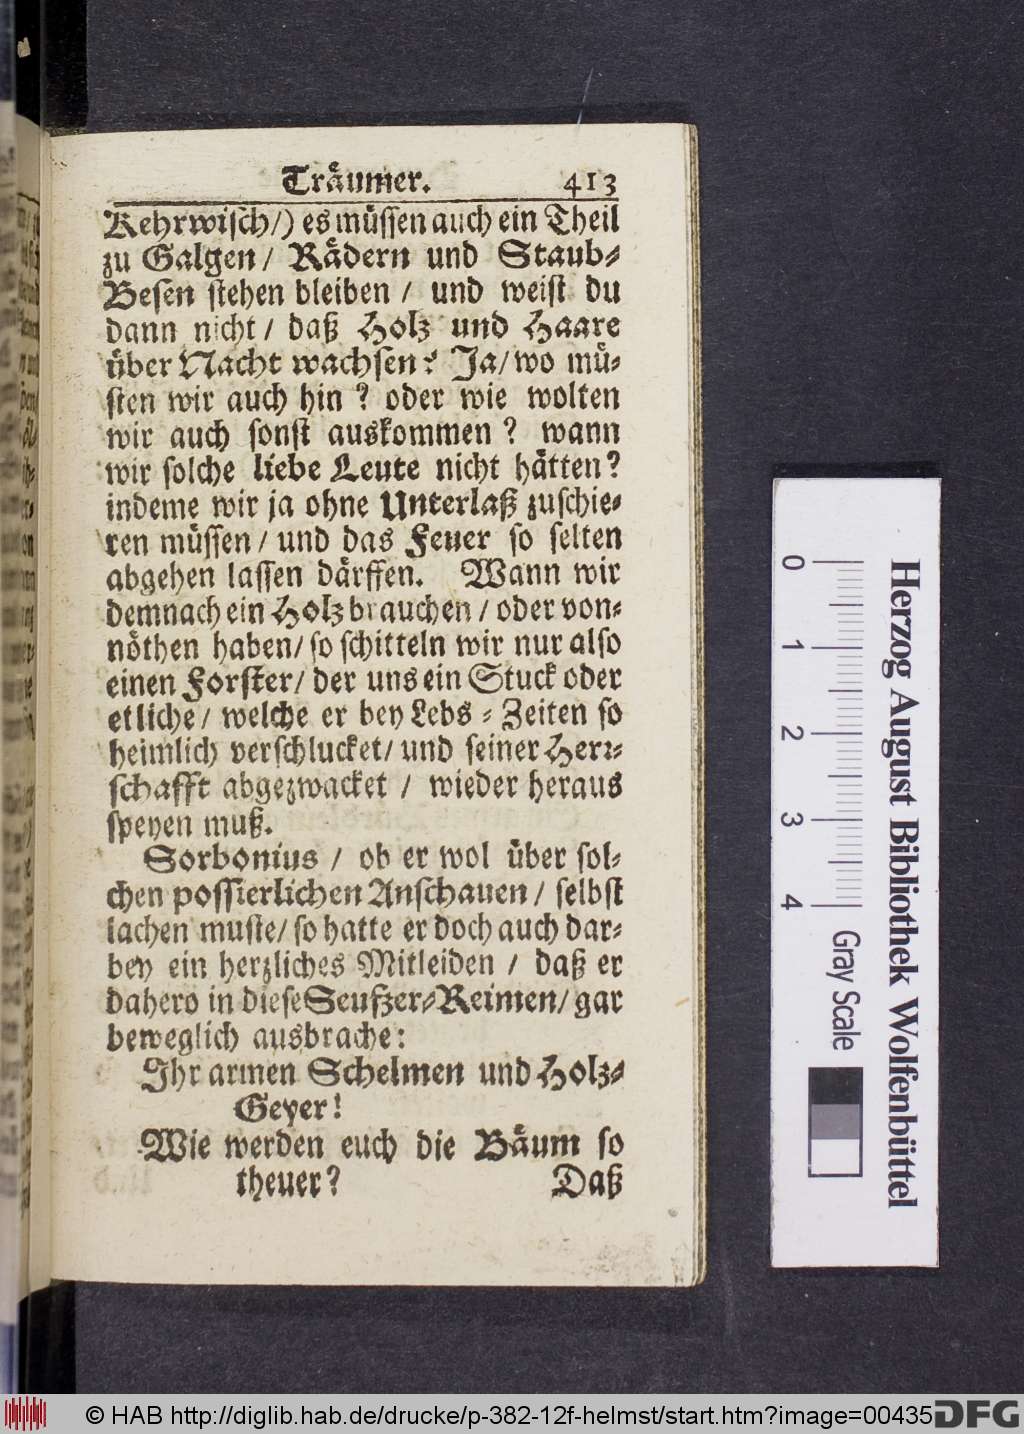 Träumer. 413
Kehrwisch/) es müssen auch ein Theil
zu Galgen/ Rädern und Staub-
Besen stehen bleiben / und weist du
dann nicht/ daß Holz und Haare
über Nacht wachsen? Ja/ wo mü-
sten wir auch hin ? oder wie wolten
wir auch sonst auskommen ? wann
wir solche liebe Leute nicht hätten?
indeme wir ja ohne Unterlaß zuschie-
ren müssen / und das Feuer so selten
abgehen lassen därffen. Wann wir
demnach ein Holz brauchen / oder von-
nöthen haben/ so schitteln wir nur also
einen Forster/ der uns ein Stuck oder
etliche/ welche er bey Lebs-Zeiten so
heimlich verschlucket/ und seiner Herr-
schafft abgezwacket / wieder heraus
speyen muß.
Sorbonius / ob er wol über sol-
chen possierlichen Anschauen / selbst
lachen muste/ so hatte er doch auch dar-
bey ein herzliches Mitleiden / daß er
dahero in diese Seufzer-Reimen/ gar
beweglich ausbrache:
Ihr armen Schelmen und Holz-
Geyer!
Wie werden euch die Bäum so
theuer? Daß
0 1 2 3 4 Gray Scale
Herzog August Bibliothek Wolfenbüttel
© HAB http://diglib.hab.de/drucke/p-382-12f-helmst/start.htm?image=00435
DFG